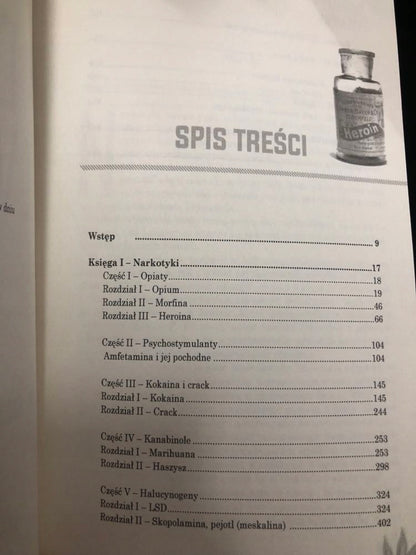 Heroin
SPIS TREŚCI
dniu
Wstęp 9
Księga I – Narkotyki 17
Część I – Opiaty 18
Rozdział I – Opium 19
Rozdział II – Morfina 46
Rozdział III – Heroina 66
Część II – Psychostymulanty 104
Amfetamina i jej pochodne 104
Część III – Kokaina i crack 145
Rozdział I – Kokaina 145
Rozdział II – Crack 244
Część IV – Kanabinole 253
Rozdział I – Marihuana 253
Rozdział II – Haszysz 298
Część V – Halucynogeny 324
Rozdział I – LSD 324
Rozdział II – Skopolamina, pejotl (meskalina) 402